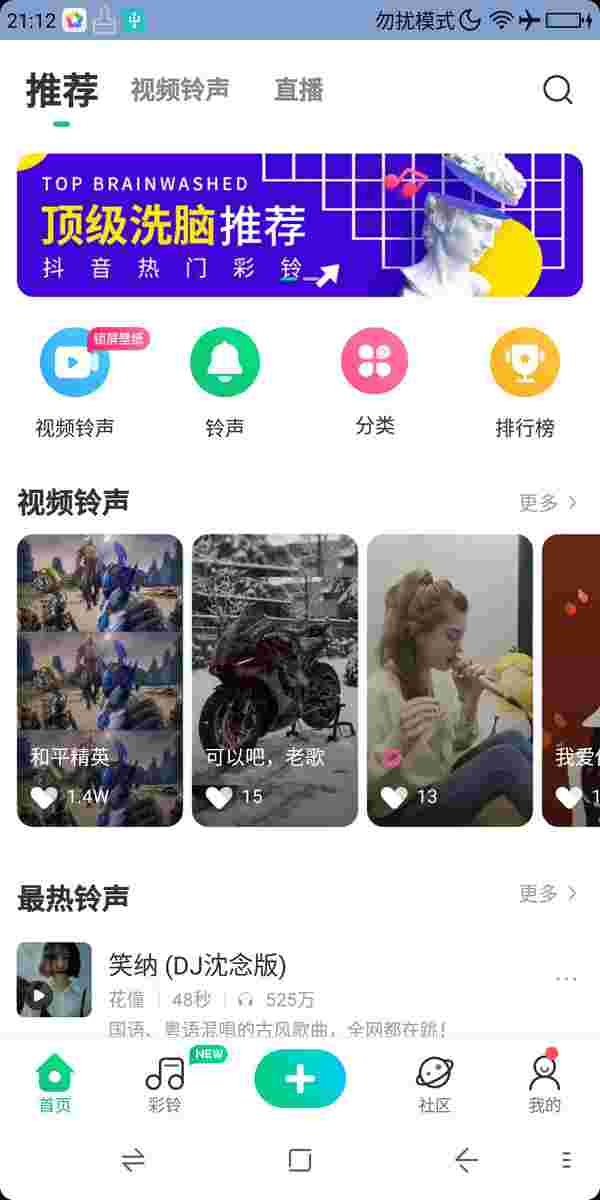 21:12 勿扰模式
推荐 视频铃声 直播
TOP BRAINWASHED
顶级洗脑推荐
抖音热门彩铃
锁屏壁纸
视频铃声 铃声 分类 排行榜
视频铃声 更多
和平精英 可以吧，老歌 我爱
1.4W 15 13 1
最热铃声 更多
笑纳 (DJ沈念版)
花僮 48秒 525万
国语、粤语混唱的古风歌曲，全网都在跳！
NEW
首页 彩铃 社区 我的